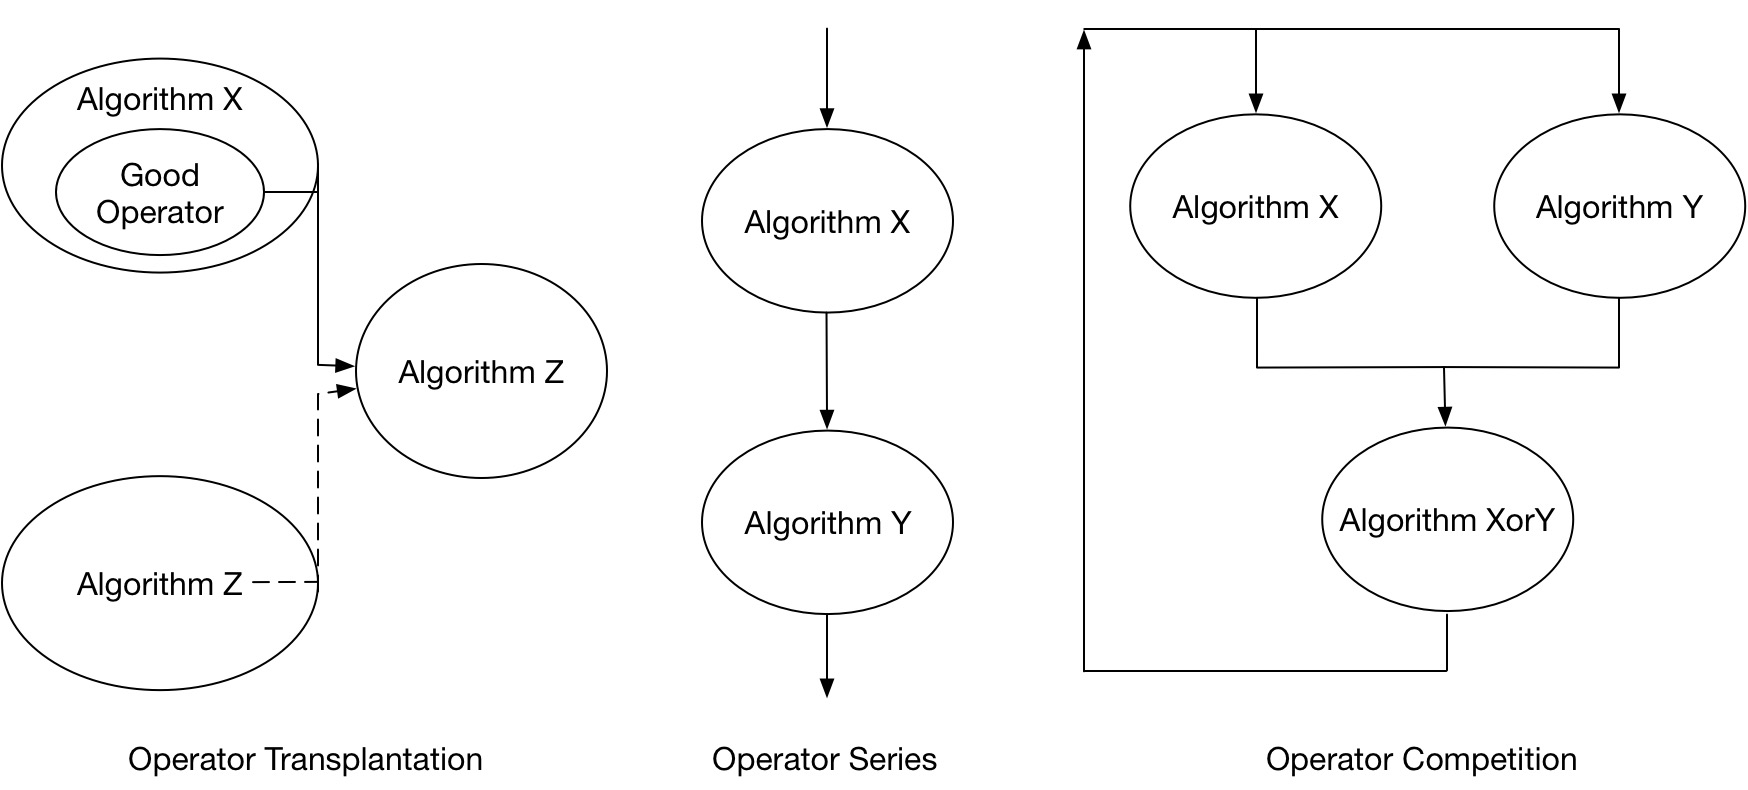 Algorithm X
Good
Operator
Algorithm Z
Algorithm Z
Operator Transplantation
Algorithm X
Algorithm Y
Operator Series
Algorithm X
Algorithm Y
Algorithm XorY
Operator Competition